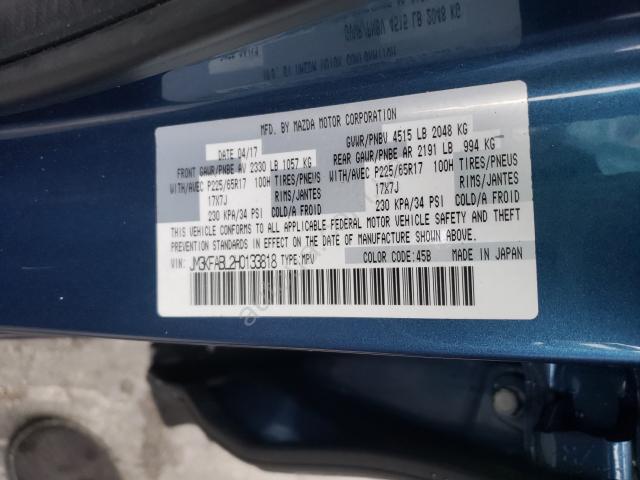 MFD. BY MAZDA MOTOR CORPORATION
DATE 04/17 GVWR/PNBV 4515 LB 2048 KG
FRONT GAWR/PNBE AV 2330 LB 1057 KG REAR GAWR/PNBE AR 2191 LB 994 KG
WITH/AVEC P225/65R17 100H TIRES/PNEUS WITH/AVEC P225/65R17 100H TIRES/PNEUS
17X7J RIMS/JANTES 17X7J RIMS/JANTES
230 KPA/34 PSI COLD/A FROID 230 KPA/34 PSI COLD/A FROID
THIS VEHICLE CONFORMS TO ALL APPLICABLE FEDERAL MOTOR VEHICLE SAFETY AND THEFT
PREVENTION STANDARDS IN EFFECT ON THE DATE OF MANUFACTURE SHOWN ABOVE.
VIN: JM3KFABL2H0133818 TYPE:MPV COLOR CODE:45B MADE IN JAPAN